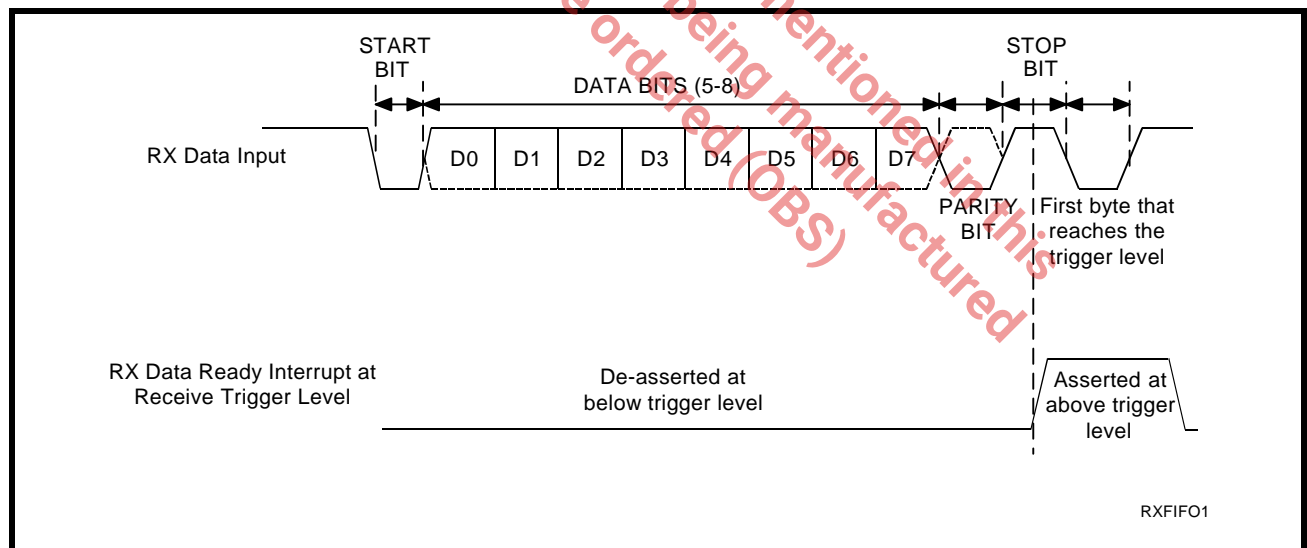 START
BIT
STOP
BIT
DATA BITS (5-8)
RX Data Input
D0 D1 D2 D3 D4 D5 D6 D7
PARITY
BIT
First byte that
reaches the
trigger level
RX Data Ready Interrupt at
Receive Trigger Level
De-asserted at
below trigger level
Asserted at
above trigger
level
RXFIFO1
mentioned in this
being manufactured
ordered (OBS)